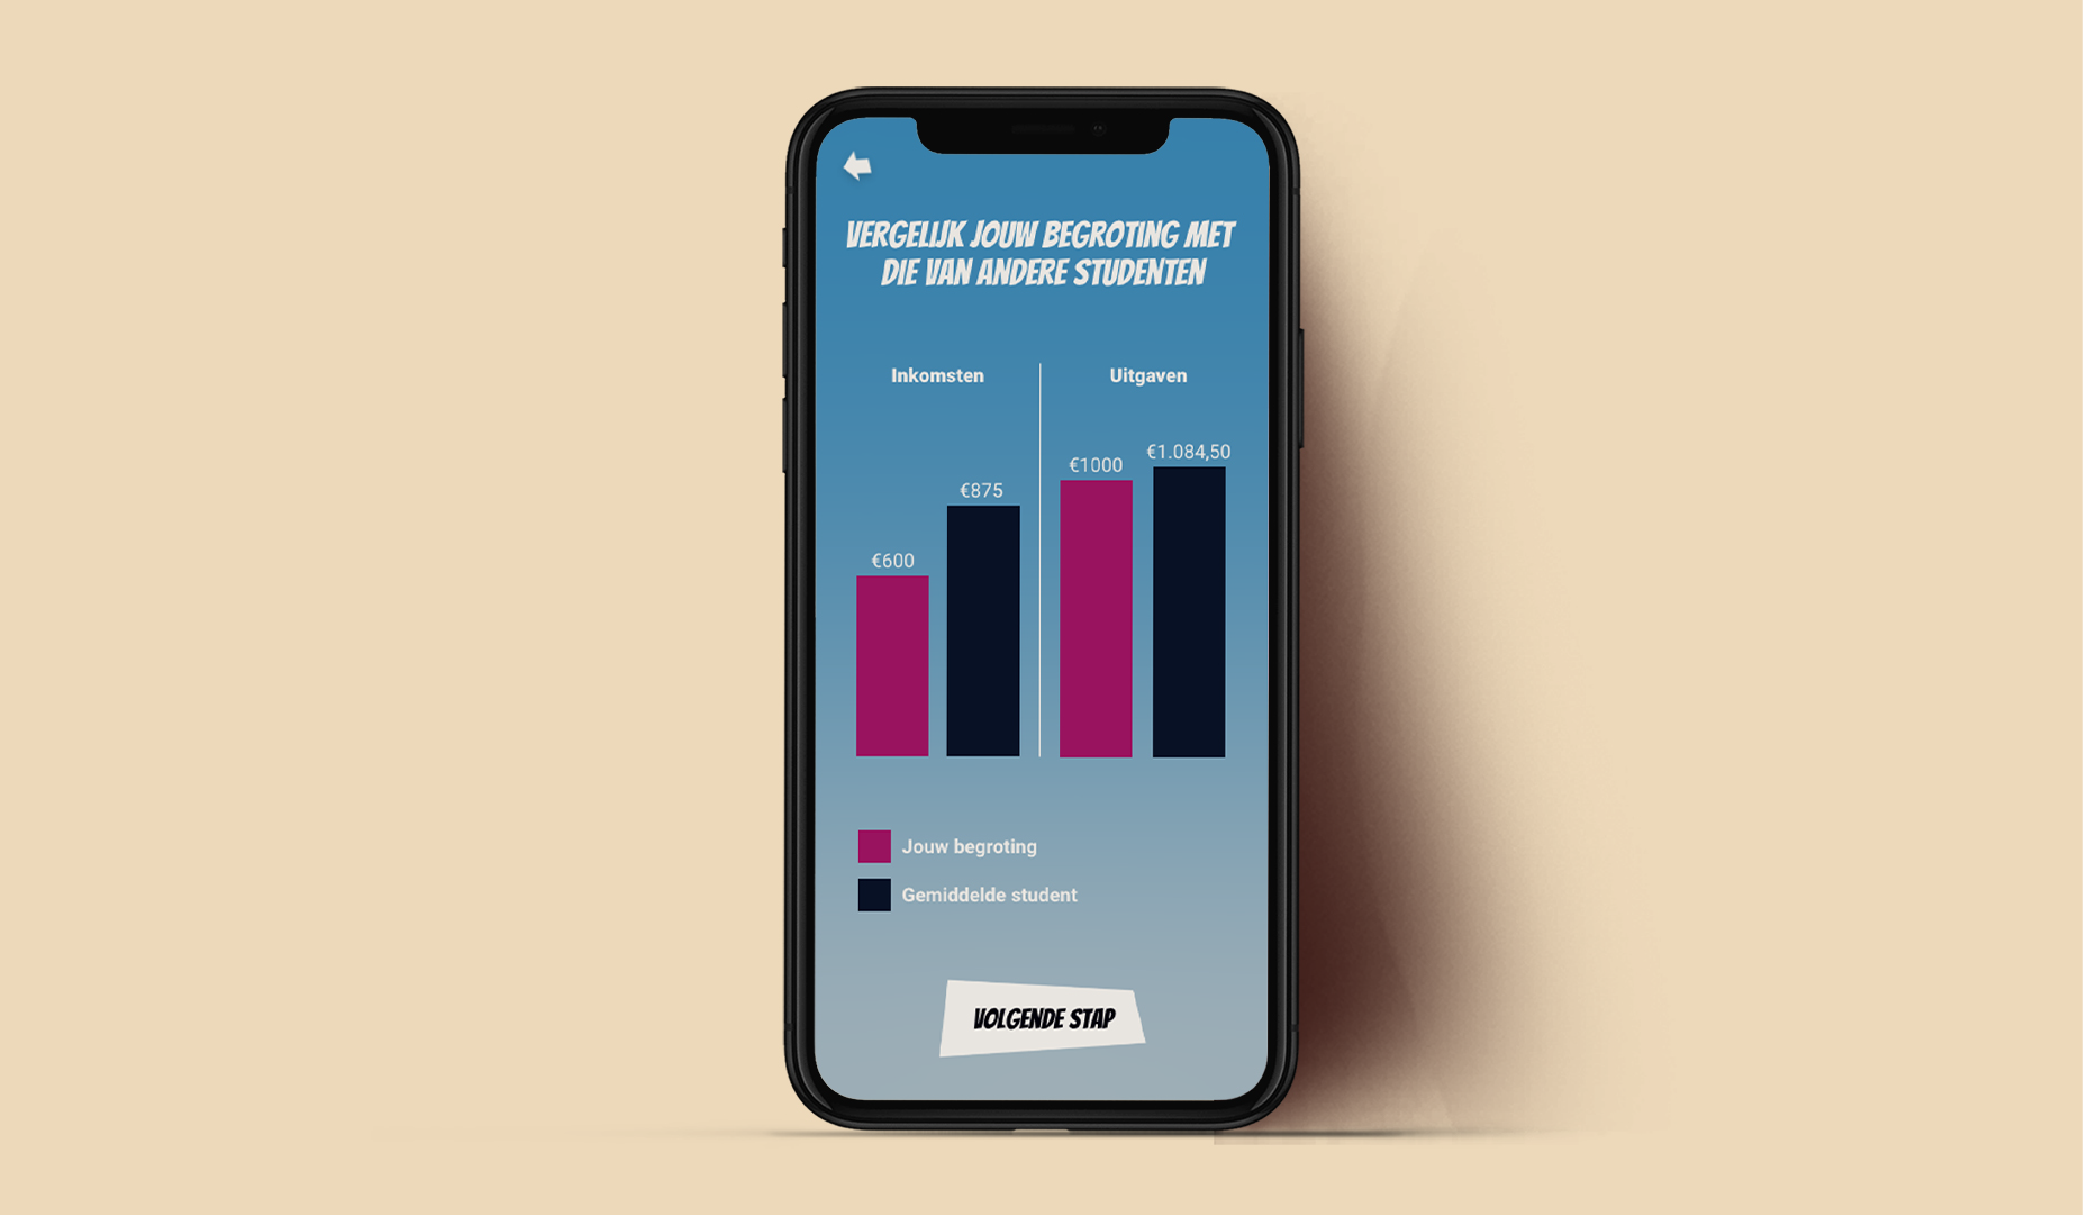 VERGELIJK JOUW BEGROTING MET
DIE VAN ANDERE STUDENTEN
Inkomsten
Uitgaven
€600
€875
€1000
€1.084,50
Jouw begroting
Gemiddelde student
VOLGENDE STAP